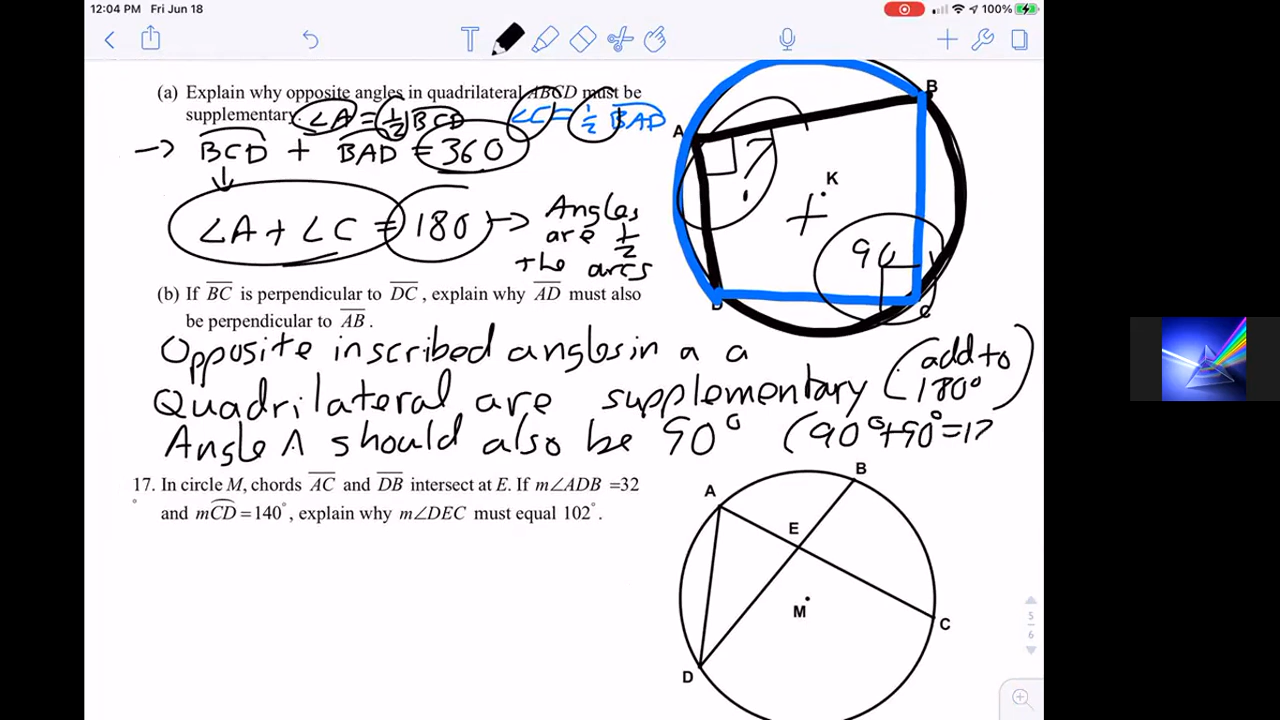 12:04 PM Fri Jun 18
100%
T
(a) Explain why opposite angles in quadrilateral ABCD must be
supplementary. ∠A = 1/2 BCD ∠C = 1/2 BAD
→ BCD + BAD = 360
∠A + ∠C = 180 → Angles
are 1/2
the arcs
B
A
K
?
90
D
C
(b) If BC is perpendicular to DC, explain why AD must also
be perpendicular to AB.
Opposite inscribed angles in a a
Quadrilateral are supplementary (add to
180°)
Angle A should also be 90° (90°+90°=17
17. In circle M, chords AC and DB intersect at E. If m∠ADB =32°
and mCD = 140°, explain why m∠DEC must equal 102°.
B
A
E
M
C
D
5
6